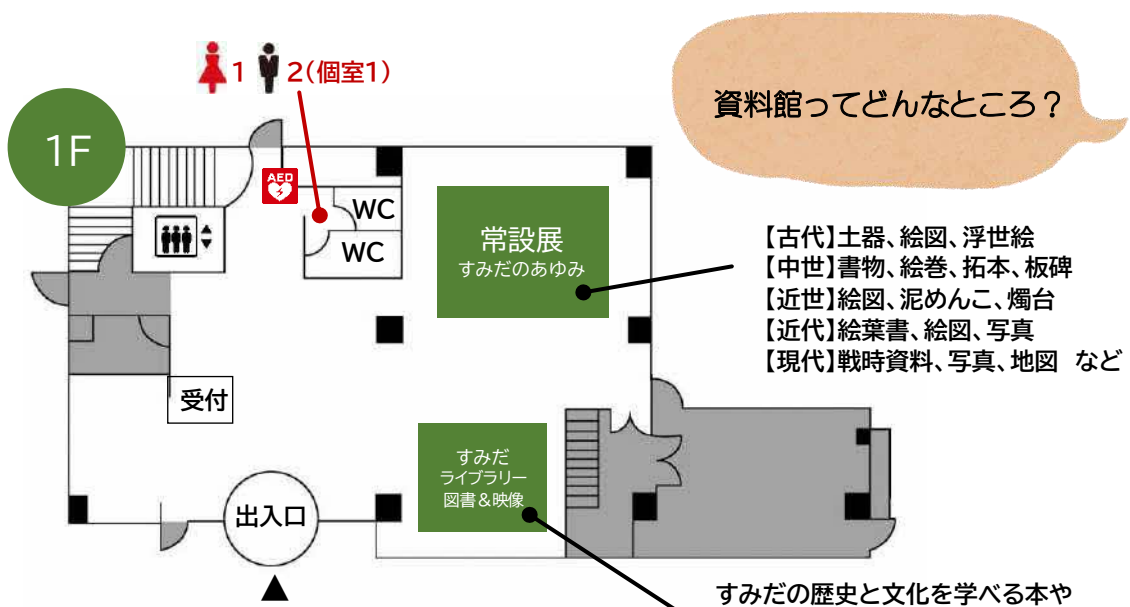 1 2(個室1)
資料館ってどんなところ?
1F
AED
WC
WC
常設展
すみだのあゆみ
【古代】土器、絵図、浮世絵
【中世】書物、絵巻、拓本、板碑
【近世】絵図、泥めんこ、燭台
【近代】絵葉書、絵図、写真
【現代】戦時資料、写真、地図 など
受付
すみだ
ライブラリー
図書&映像
出入口
すみだの歴史と文化を学べる本や